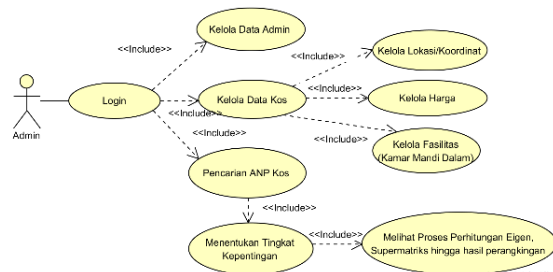 Kelola Data Admin
<<Include>>
Kelola Lokasi/Koordinat
<<Include>>
Admin
Login
<<Include>>
Kelola Data Kos
<<Include>>
Kelola Harga
<<Include>>
<<Include>>
Kelola Fasilitas
(Kamar Mandi Dalam)
Pencarian ANP Kos
<<Include>>
Menentukan Tingkat
Kepentingan
<<Include>>
Melihat Proses Perhitungan Eigen,
Supermatriks hingga hasil perangkingan